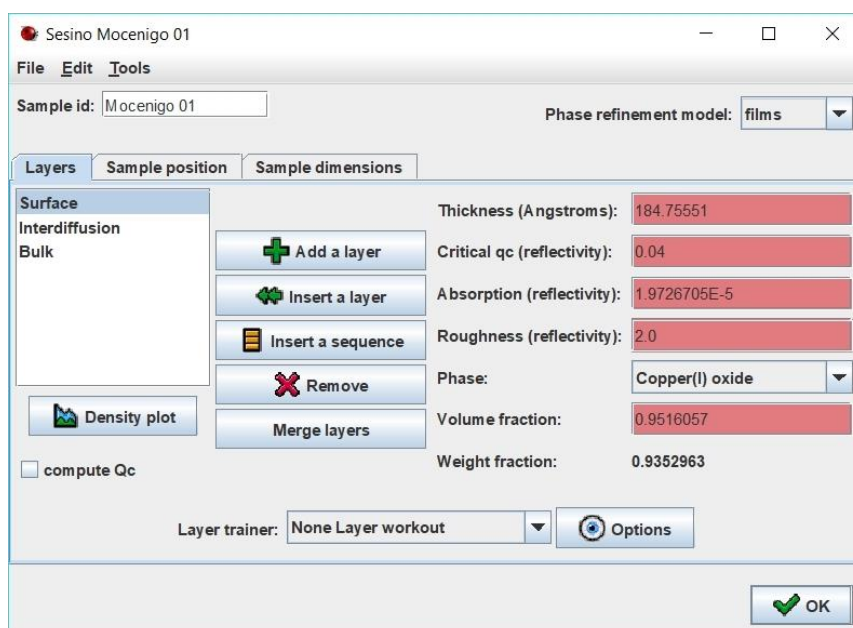 Sesino Mocenigo 01
File Edit Tools
Sample id: Mocenigo 01
Phase refinement model: films
Layers Sample position Sample dimensions
Surface
Interdiffusion
Bulk
Add a layer
Insert a layer
Insert a sequence
Remove
Merge layers
Density plot
compute Qc
Thickness (Angstroms): 184.75551
Critical qc (reflectivity): 0.04
Absorption (reflectivity): 1.9726705E-5
Roughness (reflectivity): 2.0
Phase: Copper(I) oxide
Volume fraction: 0.9516057
Weight fraction: 0.9352963
Layer trainer: None Layer workout Options
OK